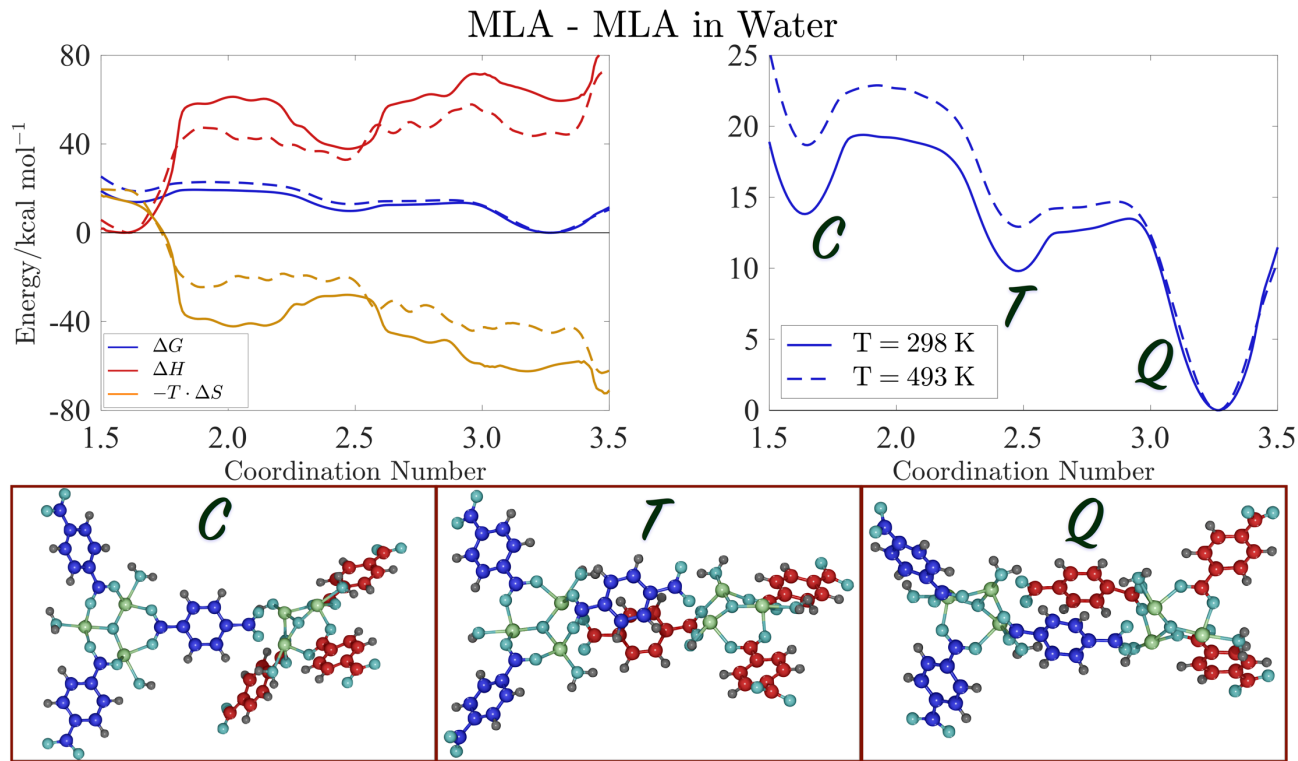 MLA - MLA in Water
Energy/kcal mol⁻¹
80
40
0
-40
-80
ΔG
ΔH
−T · ΔS
1.5 2.0 2.5 3.0 3.5
Coordination Number
25
20
15
10
5
0
C
T
Q
T = 298 K
T = 493 K
1.5 2.0 2.5 3.0 3.5
Coordination Number
C
T
Q